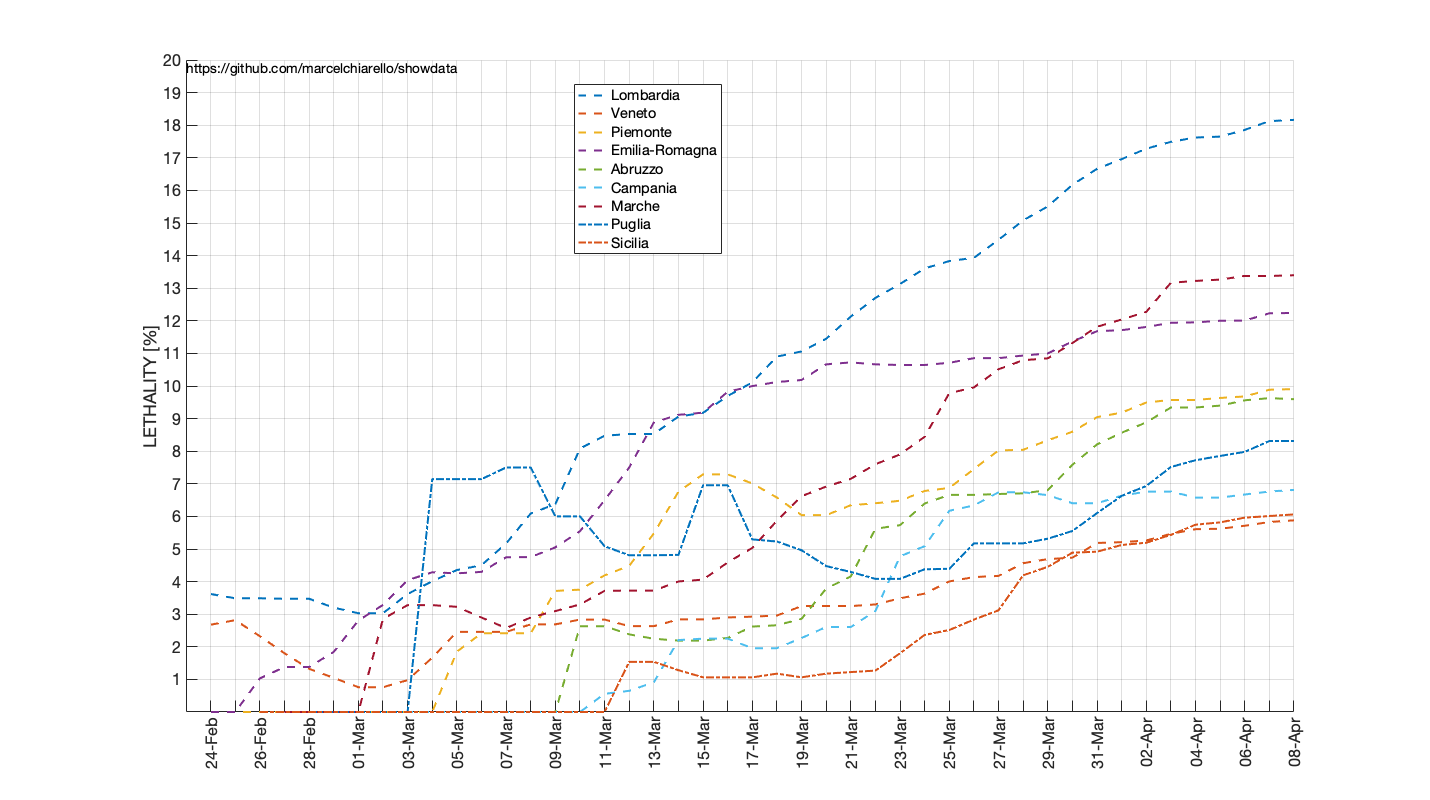 20
https://github.com/marcelchiarello/showdata
19
18
17
16
15
14
13
12
11
10
9
8
7
6
5
4
3
2
1
LETHALITY [%]
Lombardia
Veneto
Piemonte
Emilia-Romagna
Abruzzo
Campania
Marche
Puglia
Sicilia
24-Feb
26-Feb
28-Feb
01-Mar
03-Mar
05-Mar
07-Mar
09-Mar
11-Mar
13-Mar
15-Mar
17-Mar
19-Mar
21-Mar
23-Mar
25-Mar
27-Mar
29-Mar
31-Mar
02-Apr
04-Apr
06-Apr
08-Apr